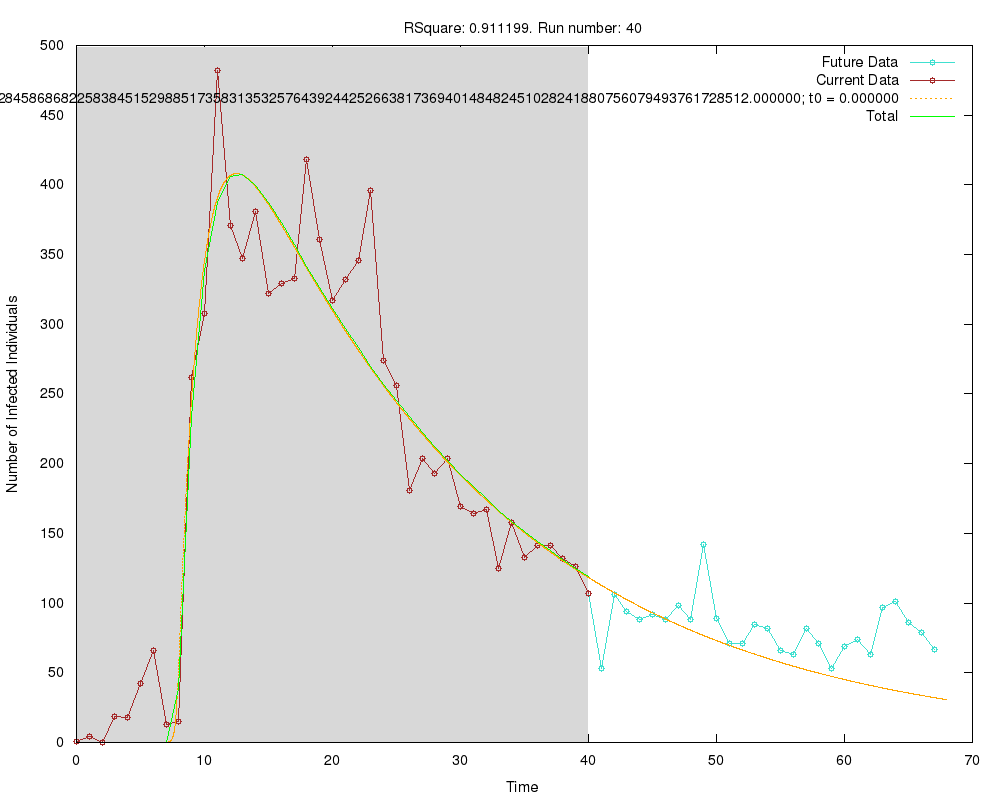 RSquare: 0.911199. Run number: 40
Future Data
Current Data
2845868682258384515298851735831353257643924425266381736940148482451028241880756079493761728512.000000; t0 = 0.000000
Total
500
450
400
350
300
250
200
150
100
50
0
Number of Infected Individuals
0 10 20 30 40 50 60 70
Time